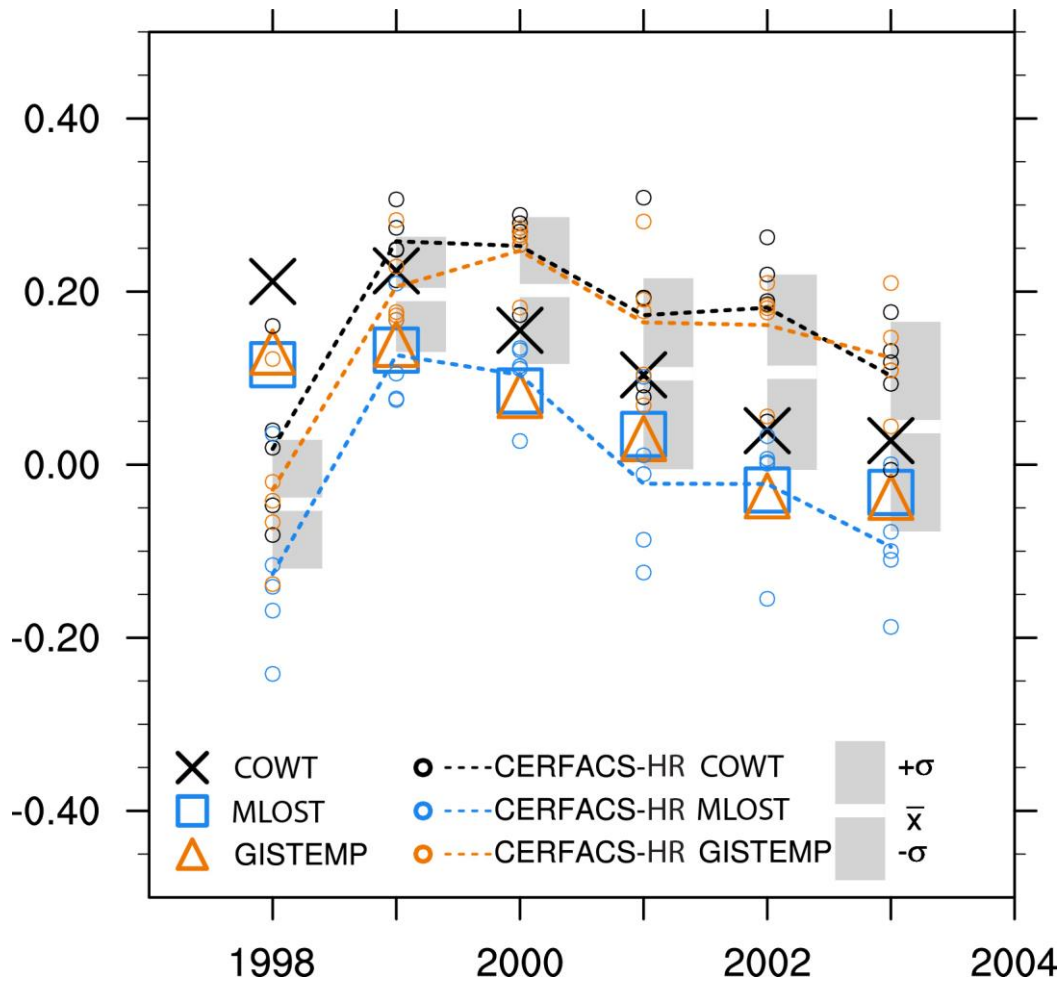 0.40
0.20
0.00
-0.20
-0.40
COWT
MLOST
GISTEMP
CERFACS-HR COWT
CERFACS-HR MLOST
CERFACS-HR GISTEMP
+σ
x̅
-σ
1998 2000 2002 2004